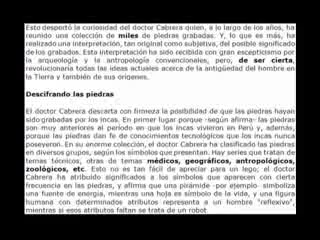 Esto despertó la curiosidad del doctor Cabrera quien, a lo largo de los años, ha
reunido una colección de miles de piedras grabadas. Y, lo que es más, ha
realizado una interpretación, tan original como subjetiva, del posible significado
de los grabados. Esta interpretación ha sido recibida con gran escepticismo por
la arqueología y la antropología convencionales, pero, de ser cierta,
revolucionaria todas las ideas actuales acerca de la antigüedad del hombre en
la Tierra y también de sus orígenes.
Descifrando las piedras
El doctor Cabrera descarta con firmeza la posibilidad de que las piedras hayan
sido grabadas por los incas. En primer lugar porque -según afirma- las piedras
son muy anteriores al período en que los incas vivieron en Perú y, además,
porque las piedras dan fe de conocimientos tecnológicos que los incas nunca
poseyeron. En su enorme colección, el doctor Cabrera ha clasificado las piedras
en diversos grupos, según los símbolos que presentan. Hay series que tratan de
temas técnicos, otras de temas médicos, geográficos, antropológicos,
zoológicos, etc. Esto no es tan fácil de apreciar para un lego; el doctor
Cabrera ha atribuido significados a los símbolos que aparecen con cierta
frecuencia en las piedras, y afirma que una pirámide -por ejemplo- simboliza
una fuente de energía, mientras una hoja es símbolo de la vida, y una figura
humana con determinados atributos representa a un hombre "reflexivo",
mientras si esos atributos faltan se trata de un robot